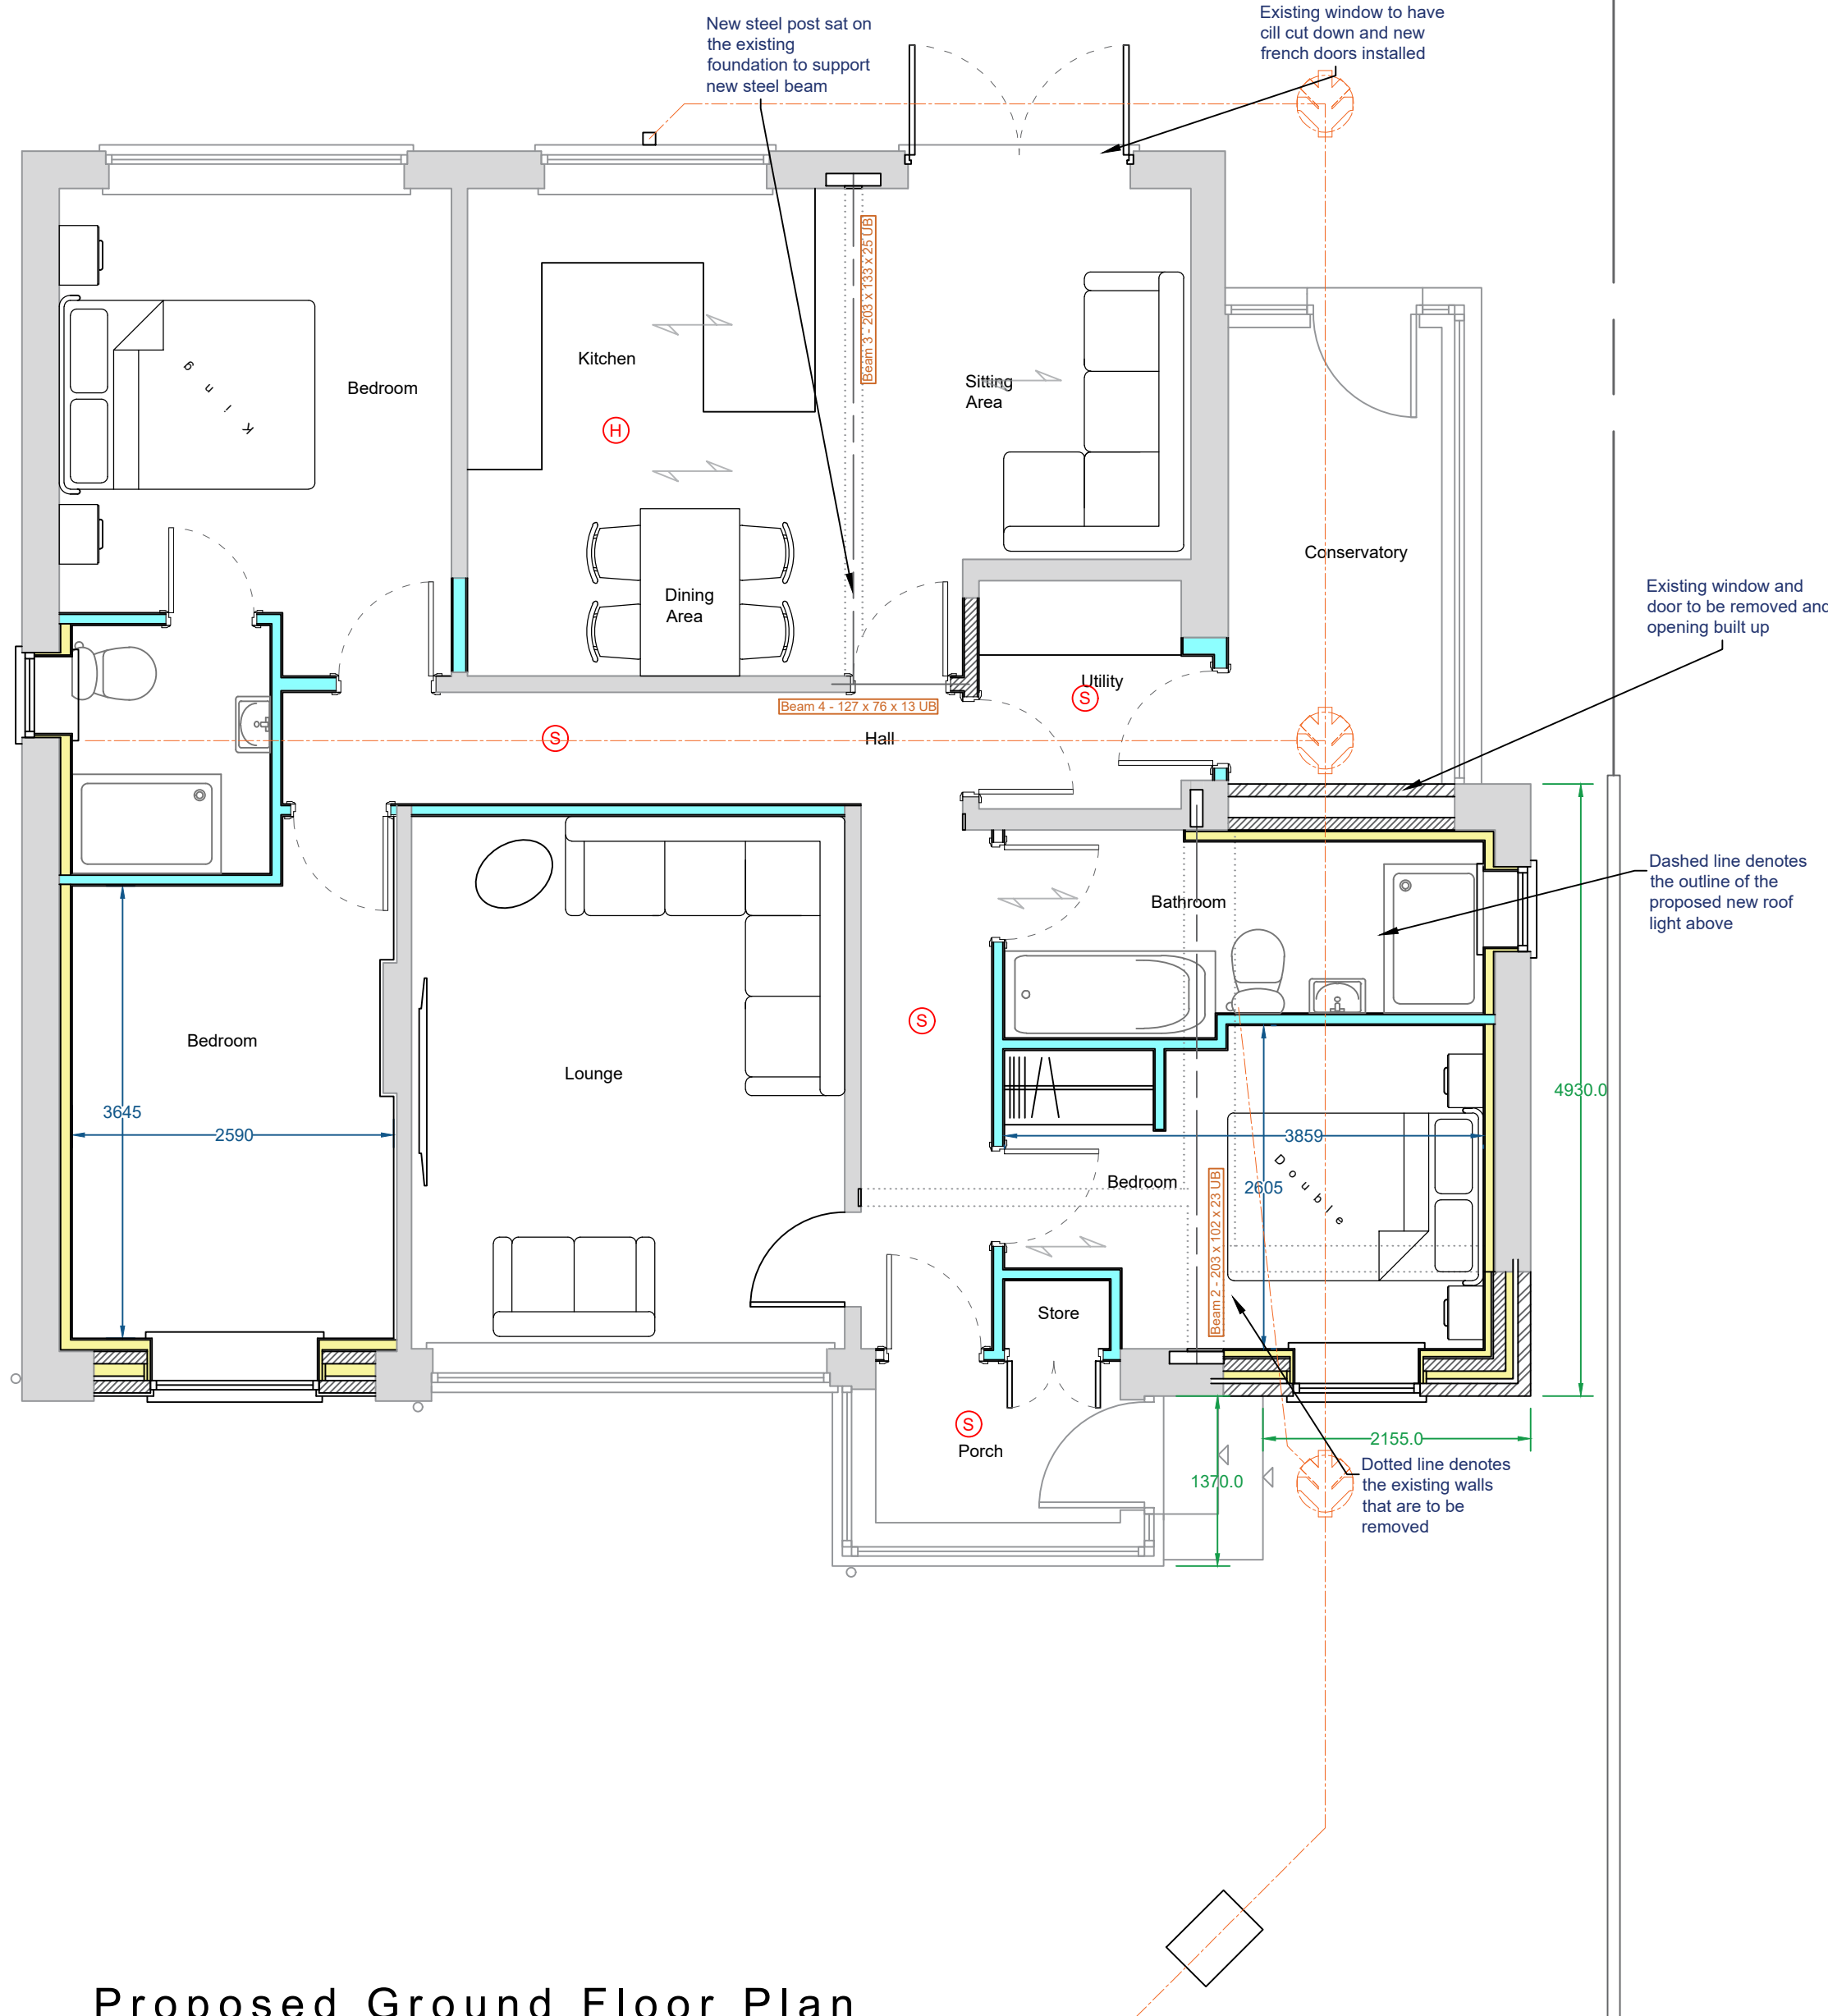 New steel post sat on
the existing
foundation to support
new steel beam
Existing window to have
cill cut down and new
french doors installed
Beam 3 - 203 x 133 x 25 UB
Kitchen
King
Bedroom
Sitting
Area
H
Conservatory
Existing window and
door to be removed and
opening built up
Dining
Area
Utility
S
Beam 4 - 127 x 76 x 13 UB
S
Hall
Dashed line denotes
the outline of the
proposed new roof
light above
Bathroom
S
Bedroom
Lounge
4930.0
3645
2590
3859
Bedroom
2605
Double
Beam 2 - 203 x 102 x 23 UB
Store
S
Porch
2155.0
1370.0
Dotted line denotes
the existing walls
that are to be
removed
Proposed Ground Floor Plan